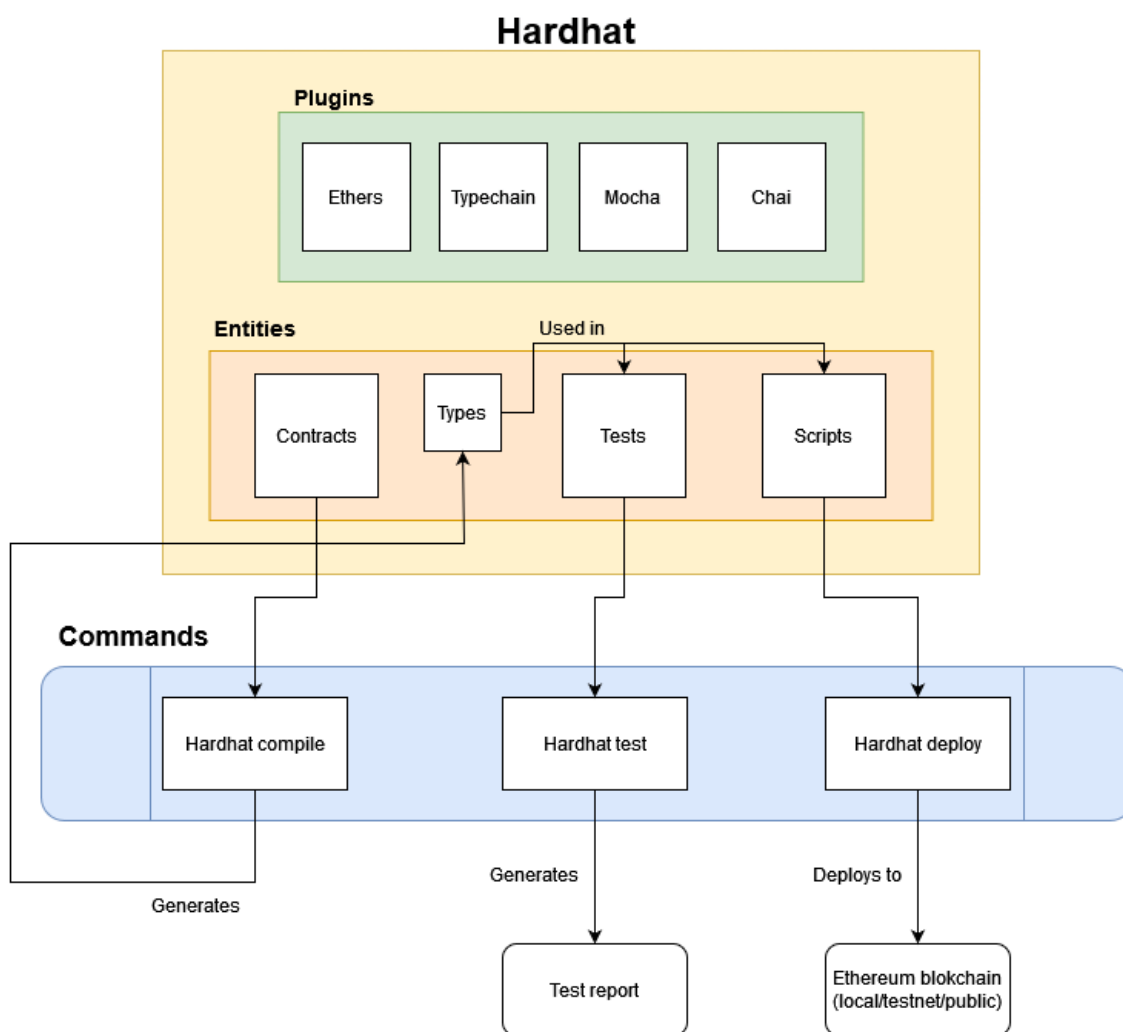 Hardhat
Plugins
Ethers
Typechain
Mocha
Chai
Entities
Used in
Contracts
Types
Tests
Scripts
Commands
Hardhat compile
Hardhat test
Hardhat deploy
Generates
Generates
Deploys to
Test report
Ethereum blokchain
(local/testnet/public)